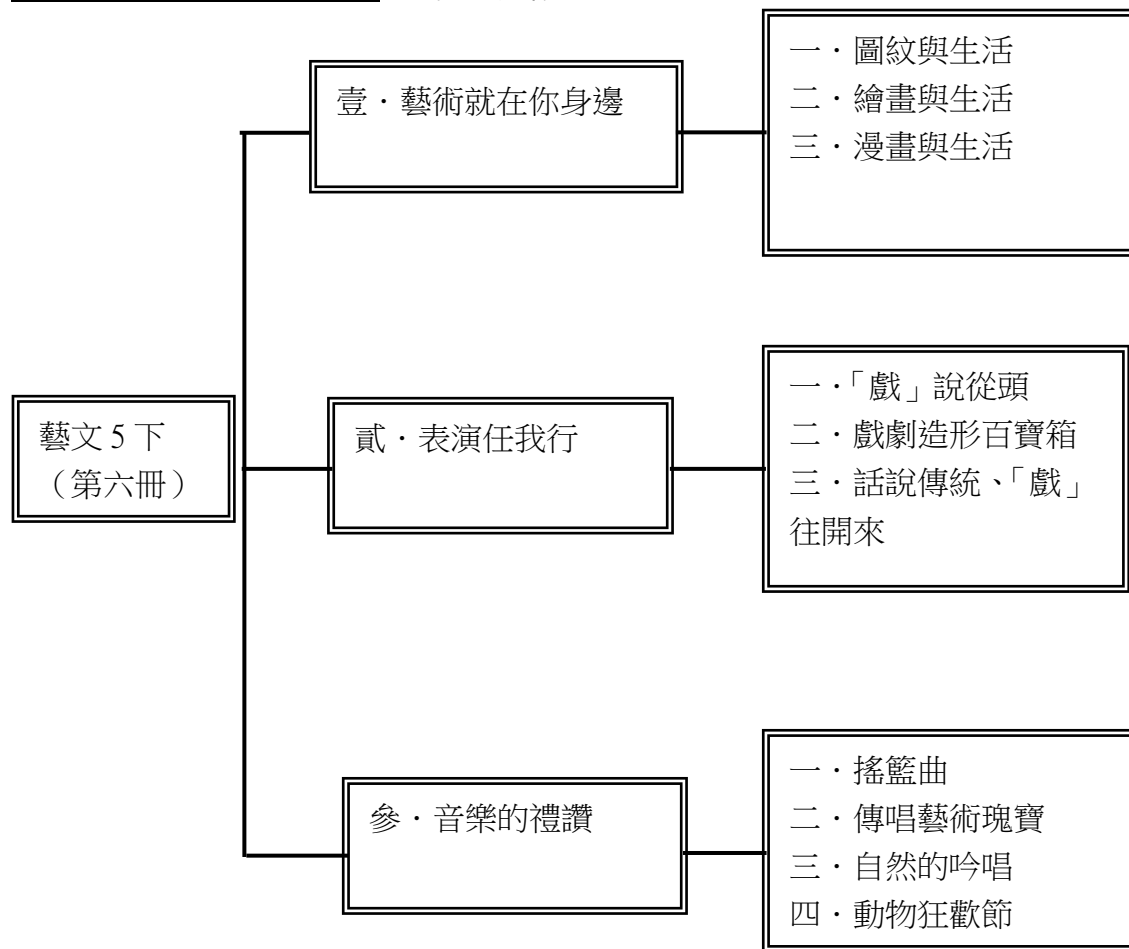 藝文 5 下
（第六冊）
壹．藝術就在你身邊
一．圖紋與生活
二．繪畫與生活
三．漫畫與生活
貳．表演任我行
一．「戲」說從頭
二．戲劇造形百寶箱
三．話說傳統、「戲」
往開來
參．音樂的禮讚
一．搖籃曲
二．傳唱藝術瑰寶
三．自然的吟唱
四．動物狂歡節